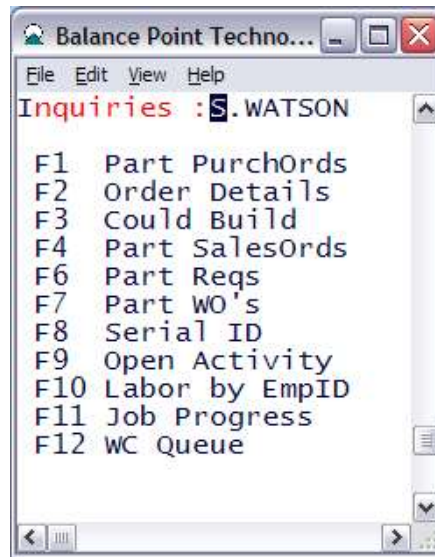 Balance Point Techno...
File Edit View Help
Inquiries :S.WATSON
F1 Part PurchOrds
F2 Order Details
F3 Could Build
F4 Part SalesOrds
F6 Part Reqs
F7 Part WO's
F8 Serial ID
F9 Open Activity
F10 Labor by EmpID
F11 Job Progress
F12 WC Queue